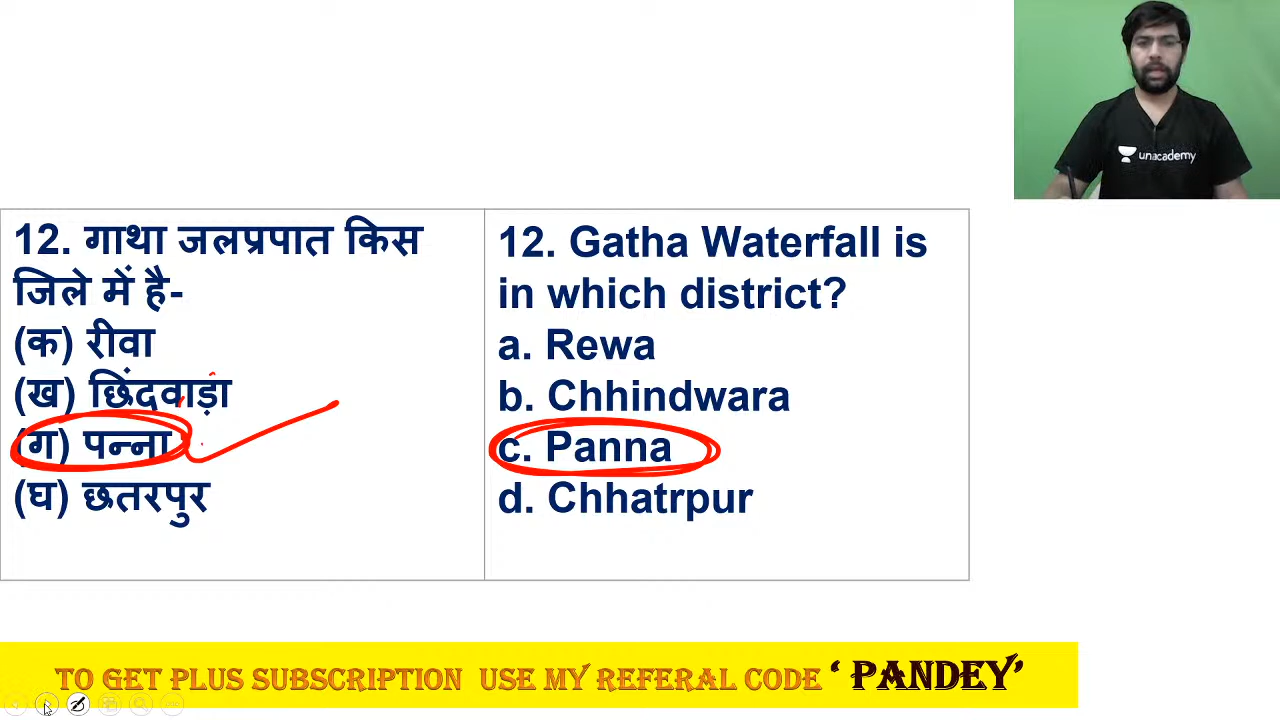 unacademy
12. गाथा जलप्रपात किस
जिले में है-
(क) रीवा
(ख) छिंदवाड़ा
(ग) पन्ना
(घ) छतरपुर
12. Gatha Waterfall is
in which district?
a. Rewa
b. Chhindwara
c. Panna
d. Chhatrpur
TO GET PLUS SUBSCRIPTION USE MY REFERAL CODE ‘ PANDEY’